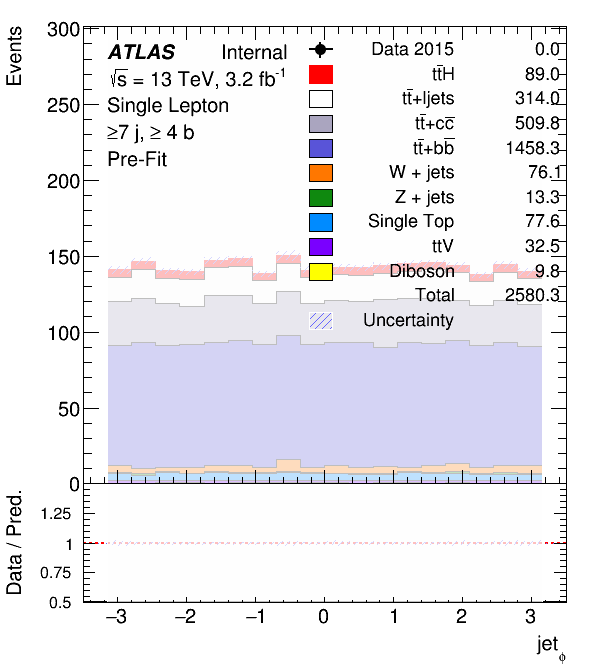 Events
300
250
200
150
100
50
0
ATLAS Internal
√s = 13 TeV, 3.2 fb⁻¹
Single Lepton
≥7 j, ≥ 4 b
Pre-Fit
Data 2015 0.0
tt̄H 89.0
tt̄+ljets 314.0
tt̄+cc̄ 509.8
tt̄+bb̄ 1458.3
W + jets 76.1
Z + jets 13.3
Single Top 77.6
ttV 32.5
Diboson 9.8
Total 2580.3
Uncertainty
Data / Pred.
1.25
1
0.75
0.5
−3 −2 −1 0 1 2 3
jet_ϕ